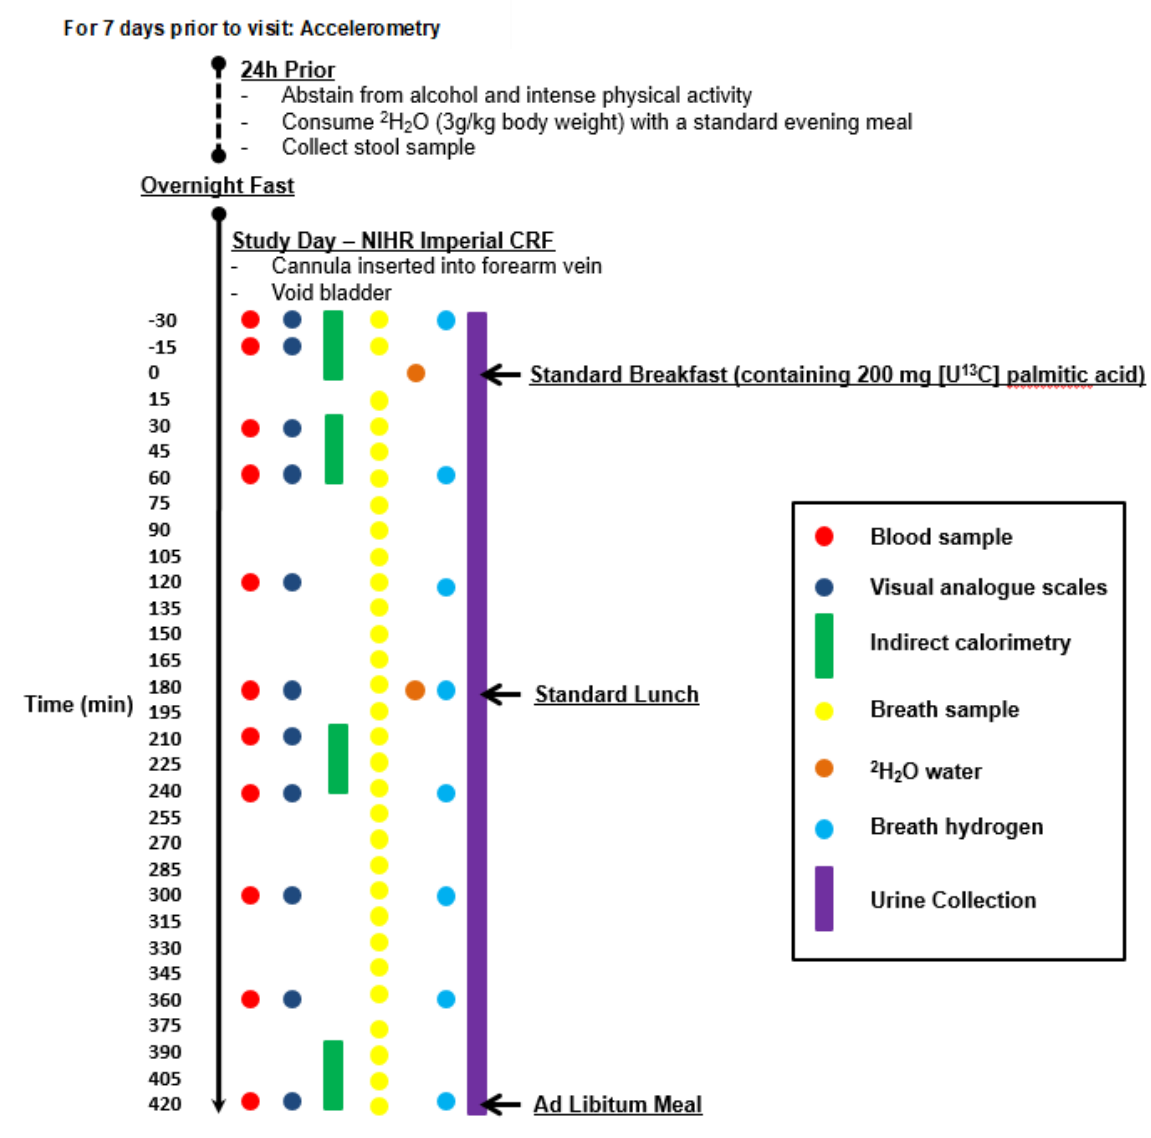 For 7 days prior to visit: Accelerometry
24h Prior
- Abstain from alcohol and intense physical activity
- Consume ²H₂O (3g/kg body weight) with a standard evening meal
- Collect stool sample
Overnight Fast
Study Day – NIHR Imperial CRF
- Cannula inserted into forearm vein
- Void bladder
-30
-15
0
Standard Breakfast (containing 200 mg [U¹³C] palmitic acid)
15
30
45
60
75
90
105
120
135
150
165
180
Standard Lunch
Time (min)
195
210
225
240
255
270
285
300
315
330
345
360
375
390
405
420
Ad Libitum Meal
Blood sample
Visual analogue scales
Indirect calorimetry
Breath sample
²H₂O water
Breath hydrogen
Urine Collection